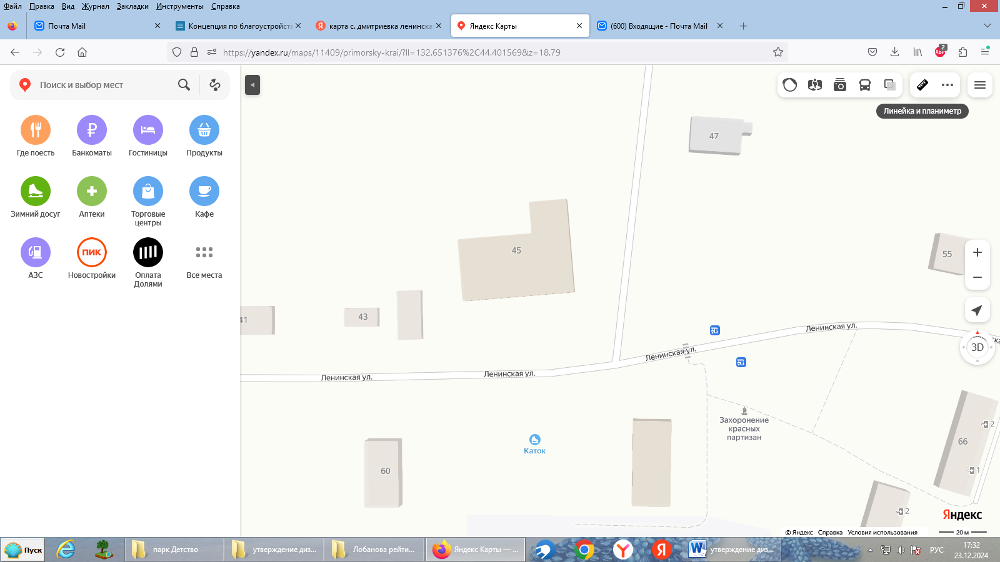 Файл Правка Вид Журнал Закладки Инструменты Справка
Почта Mail
Концепция по благоустройств
карта с. дмитриевка ленинска
Яндекс Карты
(600) Входящие - Почта Mail
https://yandex.ru/maps/11409/primorsky-krai/?ll=132.651376%2C44.401569&z=18.79
ABP
2
Поиск и выбор мест
Линейка и планиметр
Где поесть
Банкоматы
Гостиницы
Продукты
Зимний досуг
Аптеки
Торговые
центры
Кафе
ПИК
АЗС
Новостройки
Оплата
Долями
Все места
47
45
55
41
43
Ленинская ул.
Ленинская ул.
Ленинская ул.
Ленинская ул.
3D
Захоронение
красных
партизан
Каток
60
66
2
1
2
Яндекс
© Яндекс Справка Условия использования
20 м
Пуск
парк Детство
утверждение диз...
Лобанова рейти...
Яндекс Карты — ...
утверждение диз...
РУС
17:32
23.12.2024